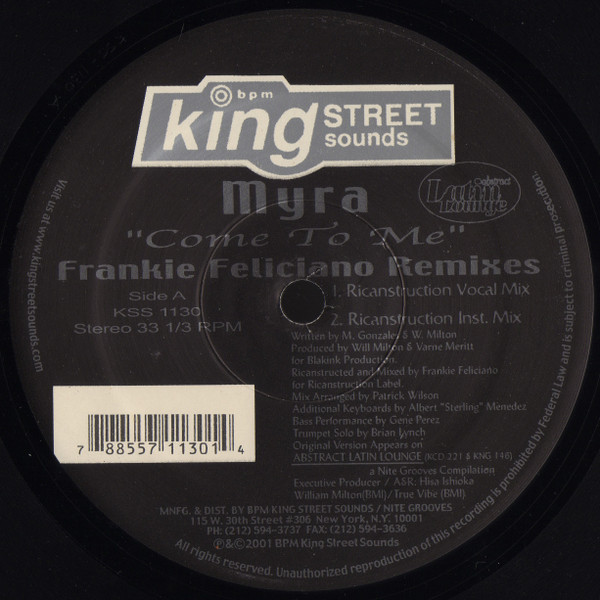 bpm
king STREET
sounds
Myra
abstract
Latin
Lounge
"Come To Me"
Frankie Feliciano Remixes
Side A
KSS 1130
Stereo 33 1/3 RPM
1. Ricanstruction Vocal Mix
2. Ricanstruction Inst. Mix
Written by M. Gonzales & W. Milton
Produced by Will Milton & Varne Meritt
for Blakink Production.
Ricanstructed and Mixed by Frankie Feliciano
for Ricanstruction Label.
Mix Arranged by Patrick Wilson
Additional Keyboards by Albert "Sterling" Menedez
Bass Performance by Gene Perez
Trumpet Solo by Brian Lynch
Original Version Appears on
ABSTRACT LATIN LOUNGE (RCD-221 & KNG 148)
a Nite Grooves Compilation
Executive Producer / A&R: Hisa Ishioka
William Milton(BMI)/True Vibe (BMI)
7 88557 11301 4
MNFG. & DIST. BY BPM KING STREET SOUNDS / NITE GROOVES
115 W. 30th Street #306 New York, N.Y. 10001
PH: (212) 594-3737 FAX: (212) 594-3636
℗&©2001 BPM King Street Sounds
Visit us at www.kingstreetsounds.com.
All rights reserved. Unauthorized reproduction of this recording is prohibited by Federal Law and is subject to criminal prosecution.